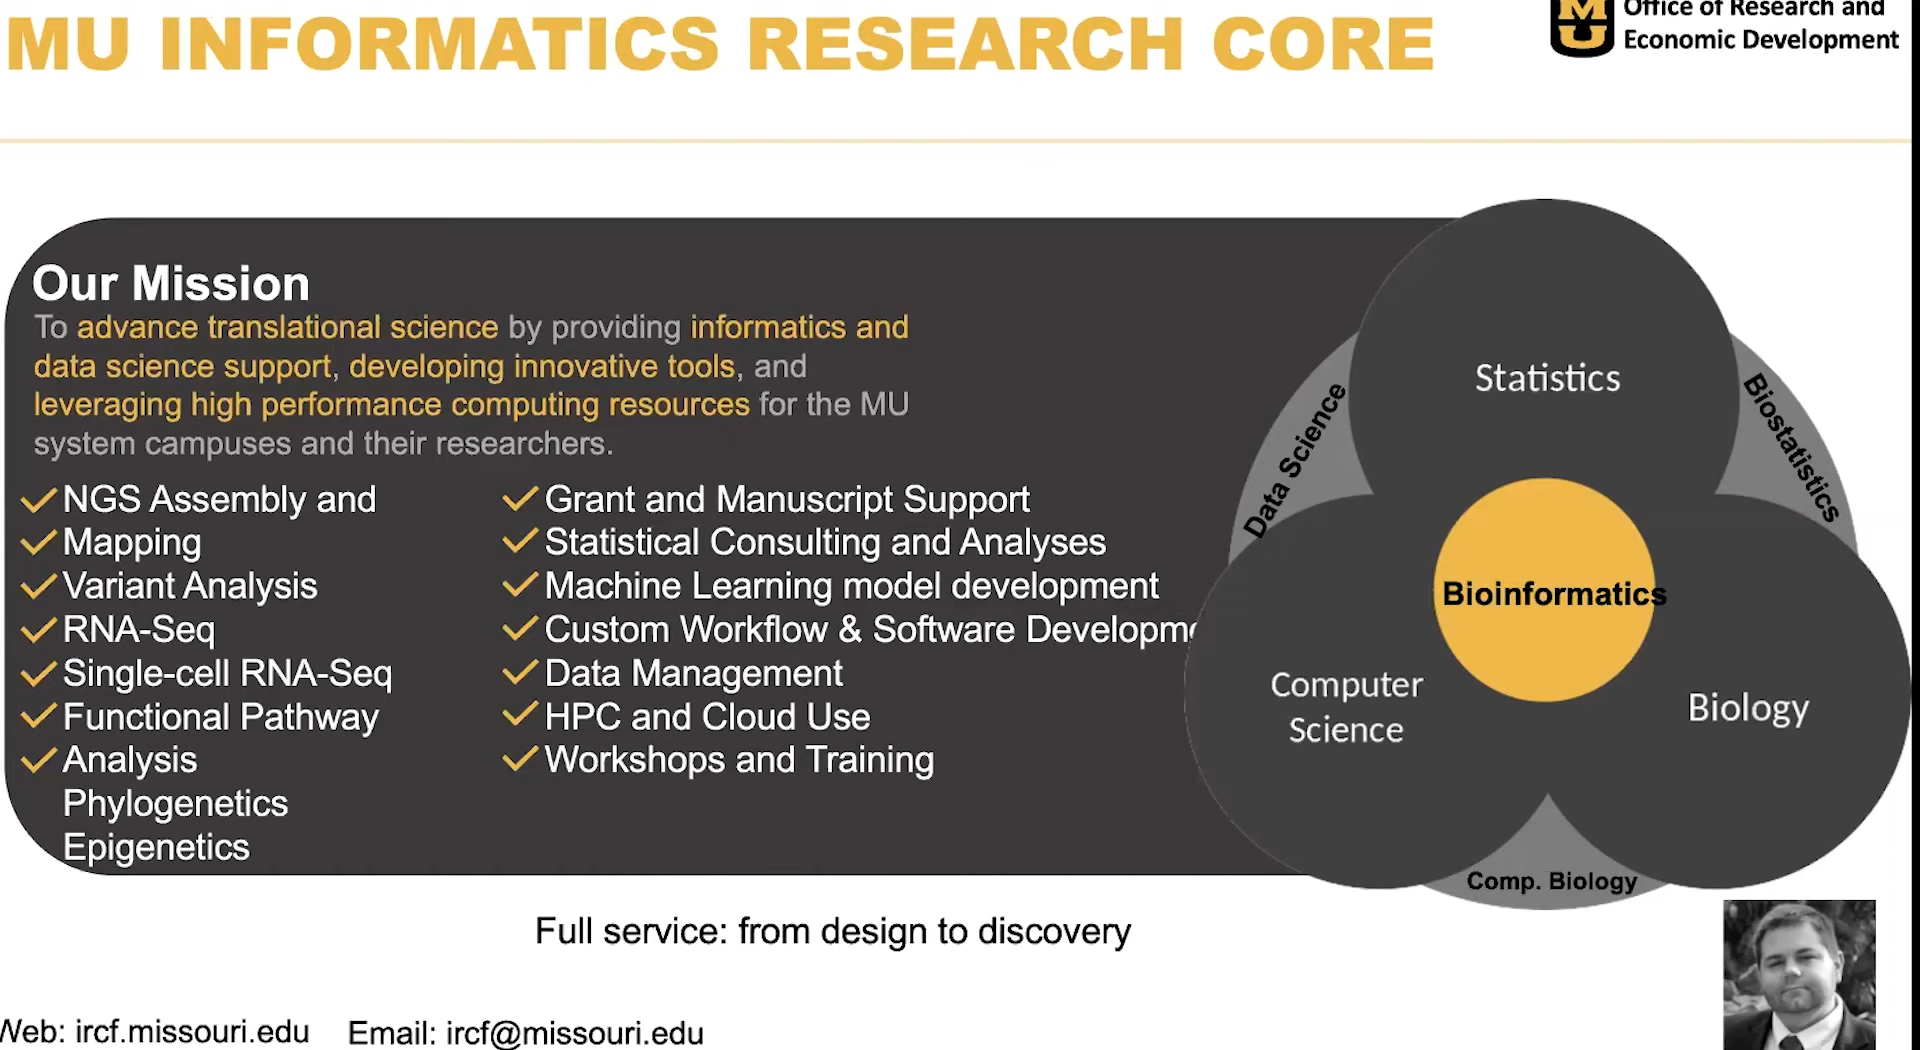 MU INFORMATICS RESEARCH CORE
MU
Office of Research and
Economic Development
Our Mission
To advance translational science by providing informatics and
data science support, developing innovative tools, and
leveraging high performance computing resources for the MU
system campuses and their researchers.
NGS Assembly and
Mapping
Variant Analysis
RNA-Seq
Single-cell RNA-Seq
Functional Pathway
Analysis
Phylogenetics
Epigenetics
Grant and Manuscript Support
Statistical Consulting and Analyses
Machine Learning model development
Custom Workflow & Software Developme
Data Management
HPC and Cloud Use
Workshops and Training
Statistics
Data Science
Biostatistics
Bioinformatics
Computer
Science
Biology
Comp. Biology
Full service: from design to discovery
Web: ircf.missouri.edu
Email: ircf@missouri.edu